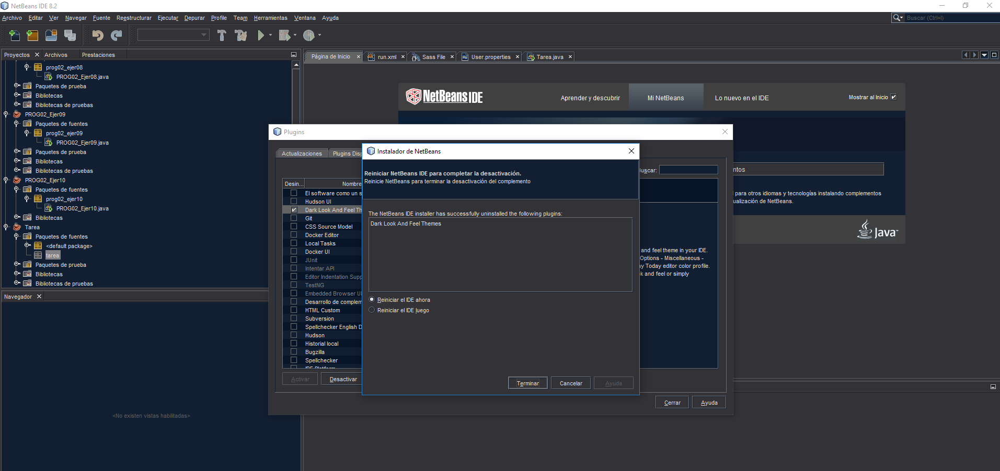 NetBeans IDE 8.2
Archivo Editar Ver Navegar Fuente Reestructurar Ejecutar Depurar Profile Team Herramientas Ventana Ayuda
Buscar (Ctrl+I)
Proyectos Archivos Prestaciones
prog02_ejer08
PROG02_Ejer08.java
Paquetes de prueba
Bibliotecas
Bibliotecas de pruebas
PROG02_Ejer09
Paquetes de fuentes
prog02_ejer09
PROG02_Ejer09.java
Paquetes de prueba
Bibliotecas
Bibliotecas de pruebas
PROG02_Ejer10
Paquetes de fuentes
prog02_ejer10
PROG02_Ejer10.java
Bibliotecas
Tarea
Paquetes de fuentes
<default package>
tarea
Paquetes de prueba
Bibliotecas
Bibliotecas de pruebas
Navegador
<No existen vistas habilitadas>
Página de Inicio run.xml Sass File User.properties Tarea.java
NetBeans IDE
Aprender y descubrir Mi NetBeans Lo nuevo en el IDE Mostrar al Inicio
para otros idiomas y tecnologías instalando complementos
Java
Plugins
Actualizaciones Plugins Disp
Buscar:
Desin... Nombre
El software como un s
Hudson UI
Dark Look And Feel Th
Git
CSS Source Model
Docker Editor
Local Tasks
Docker UI
JUnit
Intentar API
Editor Indentation Supp
TestNG
Embedded Browser UI
Desarrollo de complem
HTML Custom
Subversion
Spellchecker English D
Hudson
Historial local
Bugzilla
Spellchecker
IDE Platform
and feel theme in your IDE.
Options - Miscellaneous -
Today editor color profile.
and feel or simply
Activar Desactivar
Cerrar Ayuda
Instalador de NetBeans
Reiniciar NetBeans IDE para completar la desactivación.
Reinicie NetBeans para terminar la desactivación del complemento
The NetBeans IDE installer has successfully uninstalled the following plugins:
Dark Look And Feel Themes
Reiniciar el IDE ahora
Reiniciar el IDE luego
Terminar Cancelar Ayuda